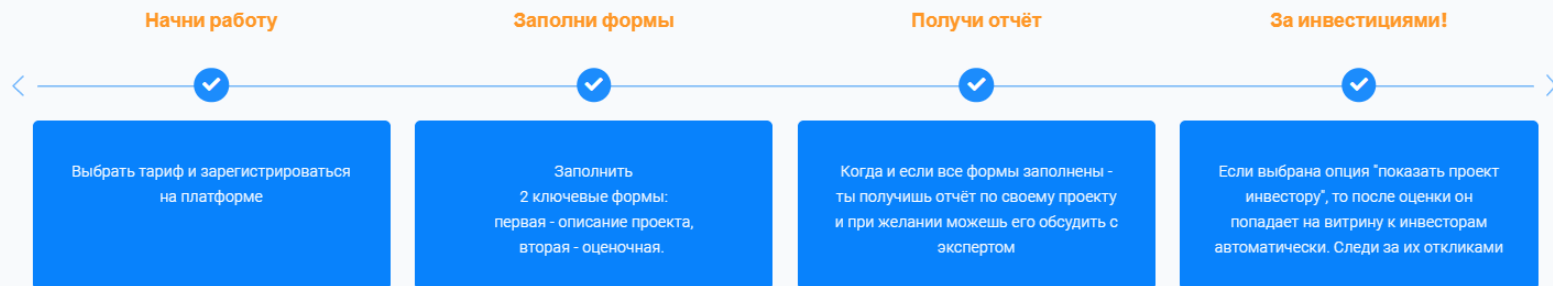 Начни работу
Заполни формы
Получи отчёт
За инвестициями!
Выбрать тариф и зарегистрироваться
на платформе
Заполнить
2 ключевые формы:
первая - описание проекта,
вторая - оценочная.
Когда и если все формы заполнены -
ты получишь отчёт по своему проекту
и при желании можешь его обсудить с
экспертом
Если выбрана опция "показать проект
инвестору", то после оценки он
попадает на витрину к инвесторам
автоматически. Следи за их откликами